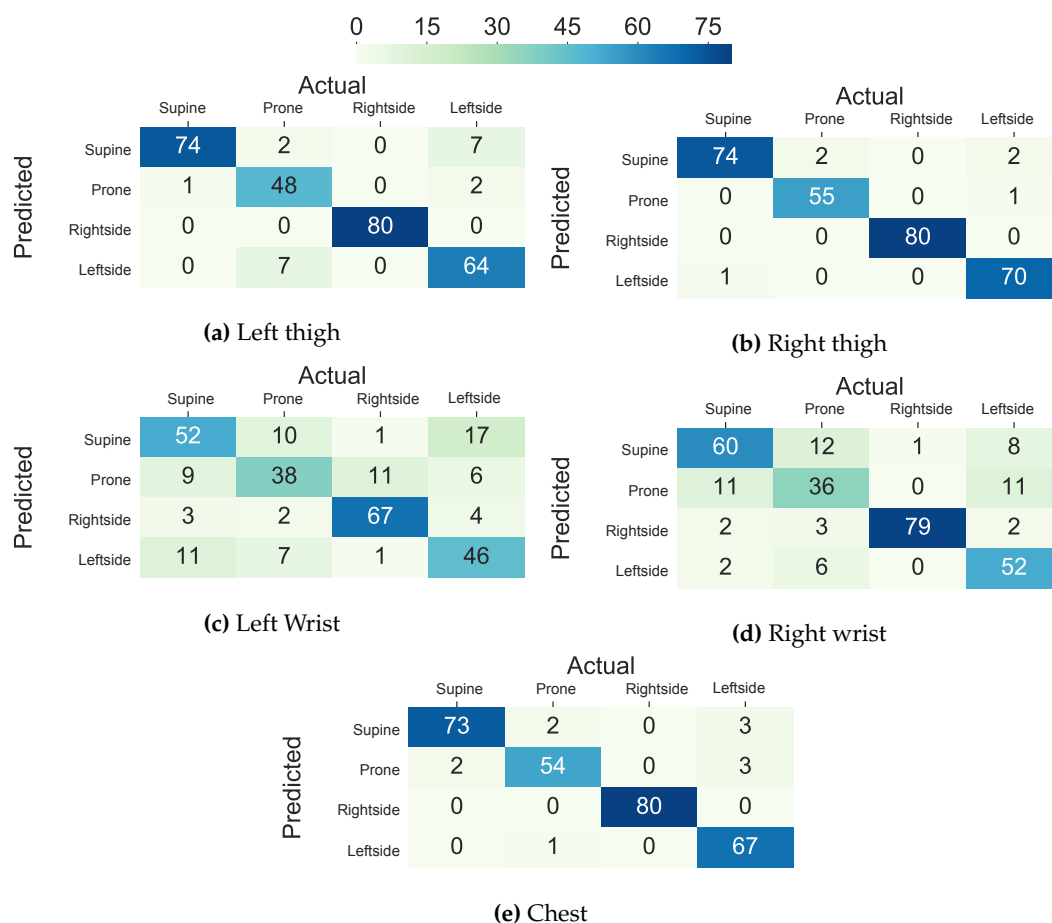 0 15 30 45 60 75
Actual
Supine Prone Rightside Leftside
Predicted
Supine 74 2 0 7
Prone 1 48 0 2
Rightside 0 0 80 0
Leftside 0 7 0 64
(a) Left thigh
Actual
Supine Prone Rightside Leftside
Predicted
Supine 74 2 0 2
Prone 0 55 0 1
Rightside 0 0 80 0
Leftside 1 0 0 70
(b) Right thigh
Actual
Supine Prone Rightside Leftside
Predicted
Supine 52 10 1 17
Prone 9 38 11 6
Rightside 3 2 67 4
Leftside 11 7 1 46
(c) Left Wrist
Actual
Supine Prone Rightside Leftside
Predicted
Supine 60 12 1 8
Prone 11 36 0 11
Rightside 2 3 79 2
Leftside 2 6 0 52
(d) Right wrist
Actual
Supine Prone Rightside Leftside
Predicted
Supine 73 2 0 3
Prone 2 54 0 3
Rightside 0 0 80 0
Leftside 0 1 0 67
(e) Chest